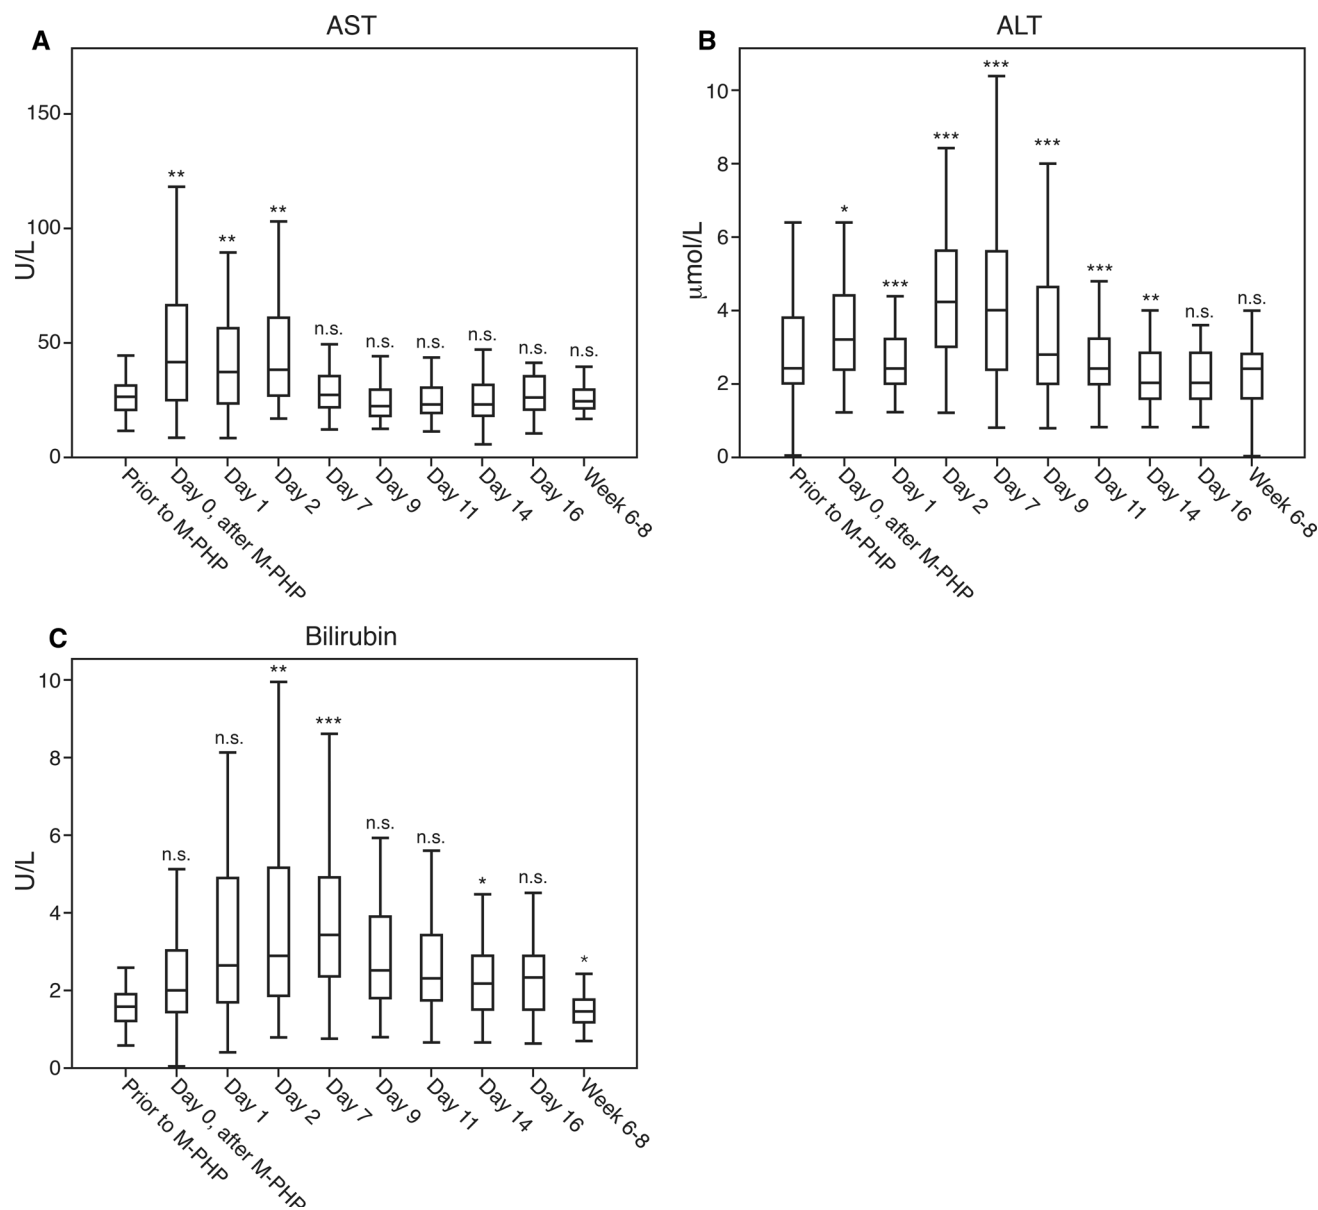 A
AST
U/L
150
100
50
0
**
**
**
n.s.
n.s.
n.s.
n.s.
n.s.
n.s.
Prior to M-PHP
Day 0, after M-PHP
Day 1
Day 2
Day 7
Day 9
Day 11
Day 14
Day 16
Week 6-8
B
ALT
µmol/L
10
8
6
4
2
0
*
***
***
***
***
***
**
n.s.
n.s.
Prior to M-PHP
Day 0, after M-PHP
Day 1
Day 2
Day 7
Day 9
Day 11
Day 14
Day 16
Week 6-8
C
Bilirubin
U/L
10
8
6
4
2
0
n.s.
n.s.
**
***
n.s.
n.s.
*
n.s.
*
Prior to M-PHP
Day 0, after M-PHP
Day 1
Day 2
Day 7
Day 9
Day 11
Day 14
Day 16
Week 6-8